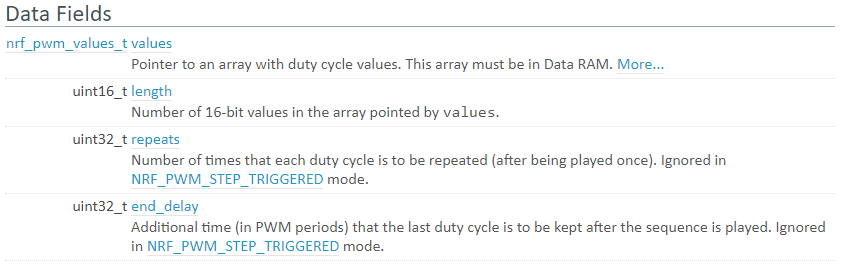 Data Fields
nrf_pwm_values_t values
Pointer to an array with duty cycle values. This array must be in Data RAM. More...
uint16_t length
Number of 16-bit values in the array pointed by values.
uint32_t repeats
Number of times that each duty cycle is to be repeated (after being played once). Ignored in
NRF_PWM_STEP_TRIGGERED mode.
uint32_t end_delay
Additional time (in PWM periods) that the last duty cycle is to be kept after the sequence is played. Ignored
in NRF_PWM_STEP_TRIGGERED mode.